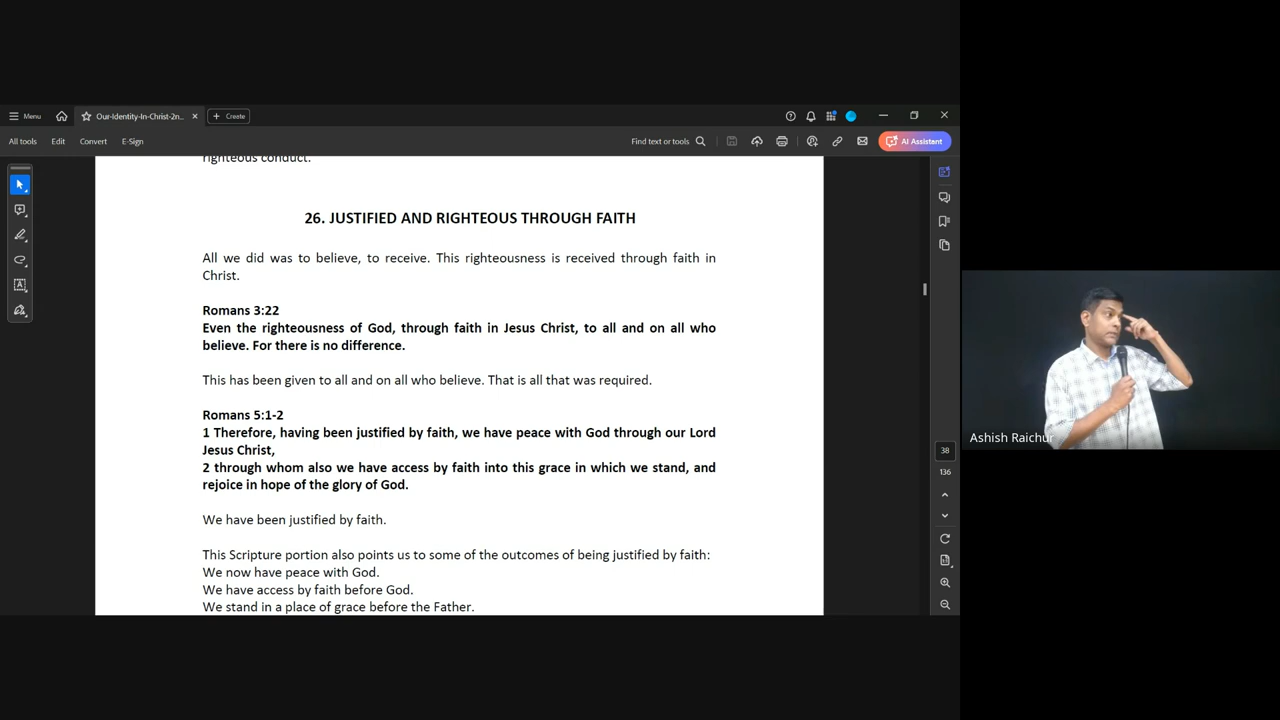 Menu
Our-Identity-In-Christ-2n...
Create
All tools Edit Convert E-Sign
Find text or tools
AI Assistant
righteous conduct.
26. JUSTIFIED AND RIGHTEOUS THROUGH FAITH
All we did was to believe, to receive. This righteousness is received through faith in
Christ.
Romans 3:22
Even the righteousness of God, through faith in Jesus Christ, to all and on all who
believe. For there is no difference.
This has been given to all and on all who believe. That is all that was required.
Romans 5:1-2
1 Therefore, having been justified by faith, we have peace with God through our Lord
Jesus Christ,
2 through whom also we have access by faith into this grace in which we stand, and
rejoice in hope of the glory of God.
We have been justified by faith.
This Scripture portion also points us to some of the outcomes of being justified by faith:
We now have peace with God.
We have access by faith before God.
We stand in a place of grace before the Father.
38
136
Ashish Raichur